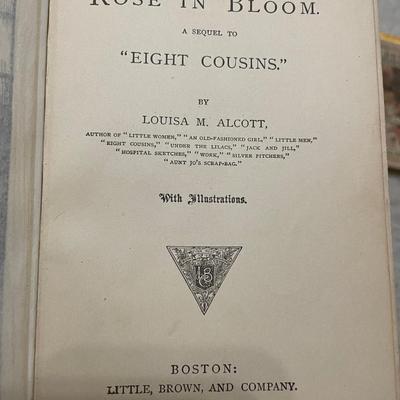 ROSE IN BLOOM.
A SEQUEL TO
"EIGHT COUSINS."
BY
LOUISA M. ALCOTT,
AUTHOR OF "LITTLE WOMEN," "AN OLD-FASHIONED GIRL," "LITTLE MEN,"
"EIGHT COUSINS," "UNDER THE LILACS," "JACK AND JILL,"
"HOSPITAL SKETCHES," "WORK," "SILVER PITCHERS,"
"AUNT JO'S SCRAP-BAG."
With Illustrations.
BOSTON:
LITTLE, BROWN, AND COMPANY.